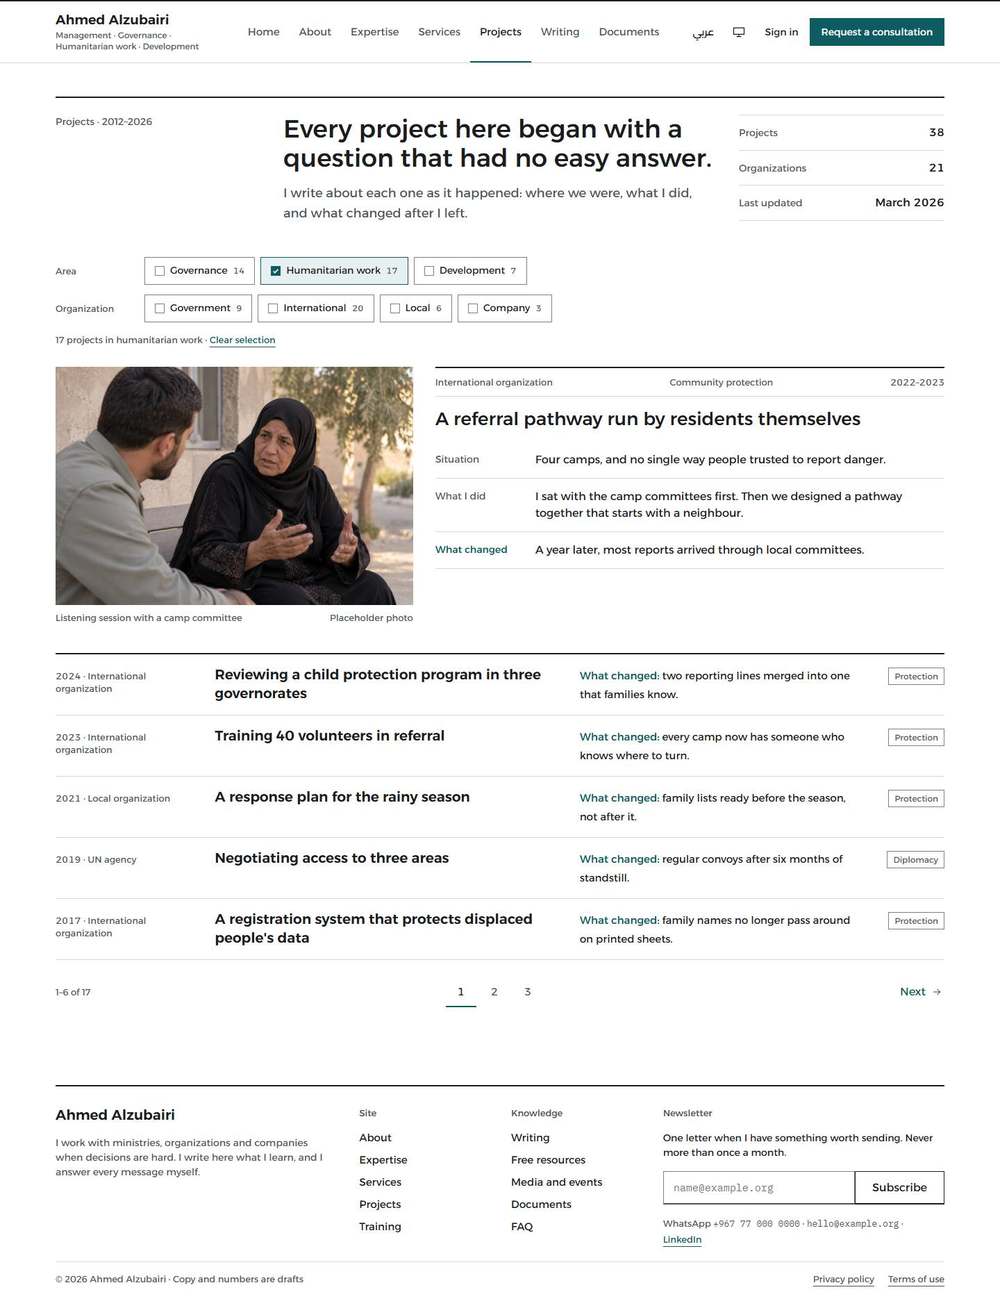 Ahmed Alzubairi
Management · Governance ·
Humanitarian work · Development
Home About Expertise Services Projects Writing Documents عربي Sign in Request a consultation
Projects · 2012–2026
Every project here began with a
question that had no easy answer.
I write about each one as it happened: where we were, what I did,
and what changed after I left.
Projects 38
Organizations 21
Last updated March 2026
Area Governance 14 Humanitarian work 17 Development 7
Organization Government 9 International 20 Local 6 Company 3
17 projects in humanitarian work · Clear selection
International organization Community protection 2022–2023
A referral pathway run by residents themselves
Situation Four camps, and no single way people trusted to report danger.
What I did I sat with the camp committees first. Then we designed a pathway
together that starts with a neighbour.
What changed A year later, most reports arrived through local committees.
Listening session with a camp committee Placeholder photo
2024 · International
organization
Reviewing a child protection program in three
governorates
What changed: two reporting lines merged into one
that families know.
Protection
2023 · International
organization
Training 40 volunteers in referral
What changed: every camp now has someone who
knows where to turn.
Protection
2021 · Local organization
A response plan for the rainy season
What changed: family lists ready before the season,
not after it.
Protection
2019 · UN agency
Negotiating access to three areas
What changed: regular convoys after six months of
standstill.
Diplomacy
2017 · International
organization
A registration system that protects displaced
people's data
What changed: family names no longer pass around
on printed sheets.
Protection
1–6 of 17 1 2 3 Next →
Ahmed Alzubairi
I work with ministries, organizations and companies
when decisions are hard. I write here what I learn, and I
answer every message myself.
Site
About
Expertise
Services
Projects
Training
Knowledge
Writing
Free resources
Media and events
Documents
FAQ
Newsletter
One letter when I have something worth sending. Never
more than once a month.
name@example.org Subscribe
WhatsApp +967 77 000 0000 · hello@example.org ·
LinkedIn
© 2026 Ahmed Alzubairi · Copy and numbers are drafts Privacy policy Terms of use